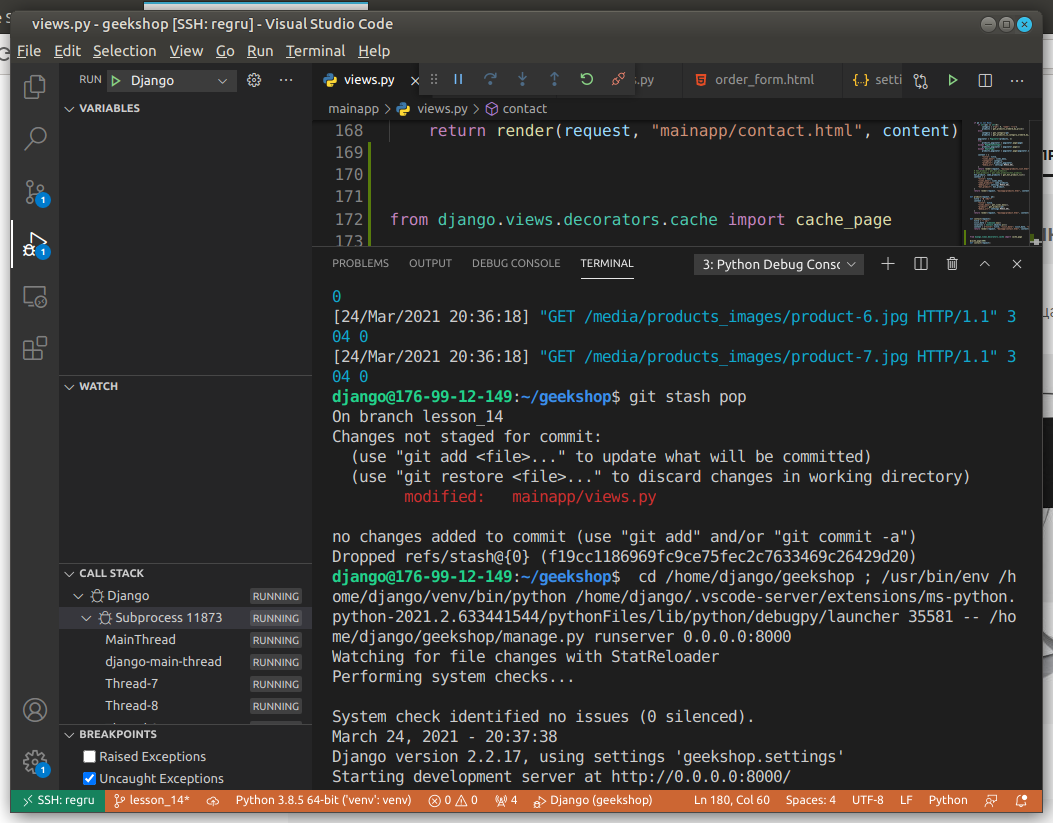 views.py - geekshop [SSH: regru] - Visual Studio Code
File Edit Selection View Go Run Terminal Help
RUN Django
views.py .py order_form.html setti
VARIABLES
mainapp > views.py > contact
168 return render(request, "mainapp/contact.html", content)
169
170
171
172 from django.views.decorators.cache import cache_page
173
PROBLEMS OUTPUT DEBUG CONSOLE TERMINAL 3: Python Debug Consc
0
[24/Mar/2021 20:36:18] "GET /media/products_images/product-6.jpg HTTP/1.1" 3
04 0
[24/Mar/2021 20:36:18] "GET /media/products_images/product-7.jpg HTTP/1.1" 3
04 0
django@176-99-12-149:~/geekshop$ git stash pop
On branch lesson_14
Changes not staged for commit:
(use "git add <file>..." to update what will be committed)
(use "git restore <file>..." to discard changes in working directory)
modified: mainapp/views.py
no changes added to commit (use "git add" and/or "git commit -a")
Dropped refs/stash@{0} (f19cc1186969fc9ce75fec2c7633469c26429d20)
django@176-99-12-149:~/geekshop$ cd /home/django/geekshop ; /usr/bin/env /h
ome/django/venv/bin/python /home/django/.vscode-server/extensions/ms-python.
python-2021.2.633441544/pythonFiles/lib/python/debugpy/launcher 35581 -- /ho
me/django/geekshop/manage.py runserver 0.0.0.0:8000
Watching for file changes with StatReloader
Performing system checks...
System check identified no issues (0 silenced).
March 24, 2021 - 20:37:38
Django version 2.2.17, using settings 'geekshop.settings'
Starting development server at http://0.0.0.0:8000/
WATCH
CALL STACK
Django RUNNING
Subprocess 11873 RUNNING
MainThread RUNNING
django-main-thread RUNNING
Thread-7 RUNNING
Thread-8 RUNNING
BREAKPOINTS
Raised Exceptions
Uncaught Exceptions
1
1
1
SSH: regru lesson_14* Python 3.8.5 64-bit ('venv': venv) 0 0 4 Django (geekshop) Ln 180, Col 60 Spaces: 4 UTF-8 LF Python